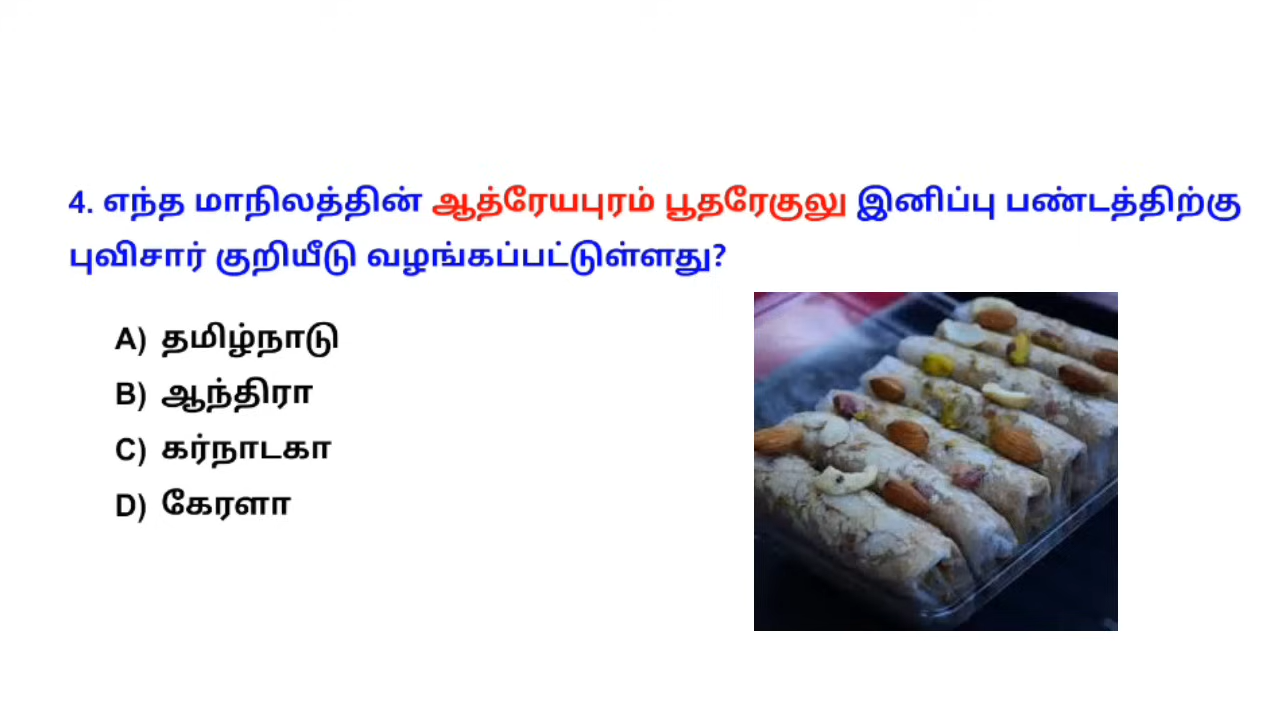 4. எந்த மாநிலத்தின் ஆத்ரேயபுரம் பூதரேகுலு இனிப்பு பண்டத்திற்கு
புவிசார் குறியீடு வழங்கப்பட்டுள்ளது?
A) தமிழ்நாடு
B) ஆந்திரா
C) கர்நாடகா
D) கேரளா